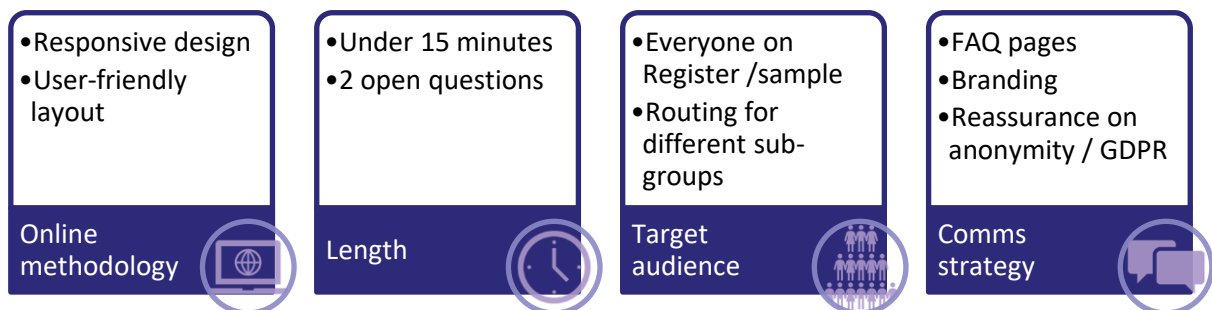 •Responsive design
•User-friendly
layout
Online
methodology
•Under 15 minutes
•2 open questions
Length
•Everyone on
Register /sample
•Routing for
different sub-
groups
Target
audience
•FAQ pages
•Branding
•Reassurance on
anonymity / GDPR
Comms
strategy